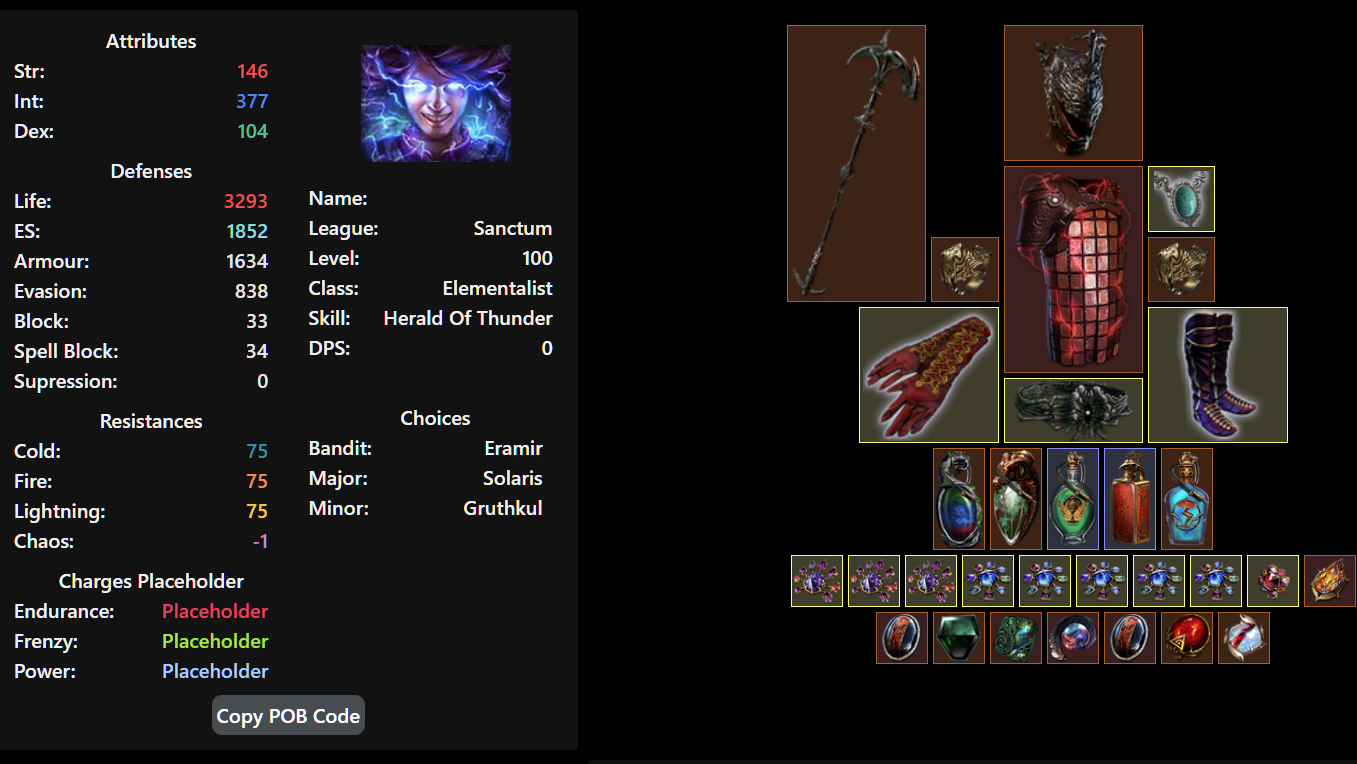 Attributes
Str: 146
Int: 377
Dex: 104
Defenses
Life: 3293
ES: 1852
Armour: 1634
Evasion: 838
Block: 33
Spell Block: 34
Supression: 0
Resistances
Cold: 75
Fire: 75
Lightning: 75
Chaos: -1
Charges Placeholder
Endurance: Placeholder
Frenzy: Placeholder
Power: Placeholder
Name:
League: Sanctum
Level: 100
Class: Elementalist
Skill: Herald Of Thunder
DPS: 0
Choices
Bandit: Eramir
Major: Solaris
Minor: Gruthkul
Copy POB Code